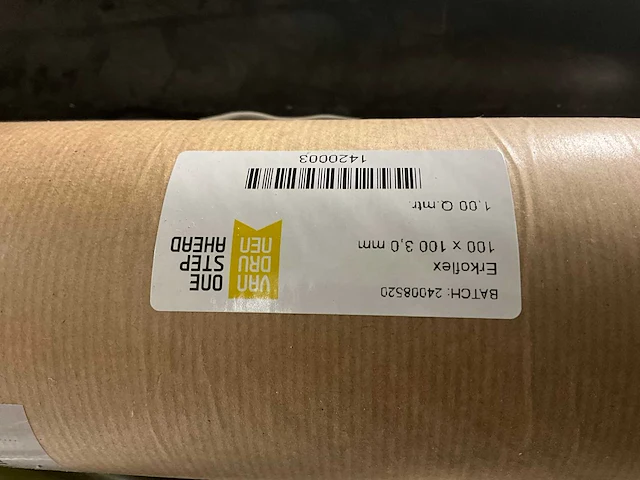 BATCH: 24008520
Erkoflex
100 x 100 3,0 mm
1,00 Q.mtr.
1420003
VAN
DRU
NEN
ONE
STEP
AHEAD